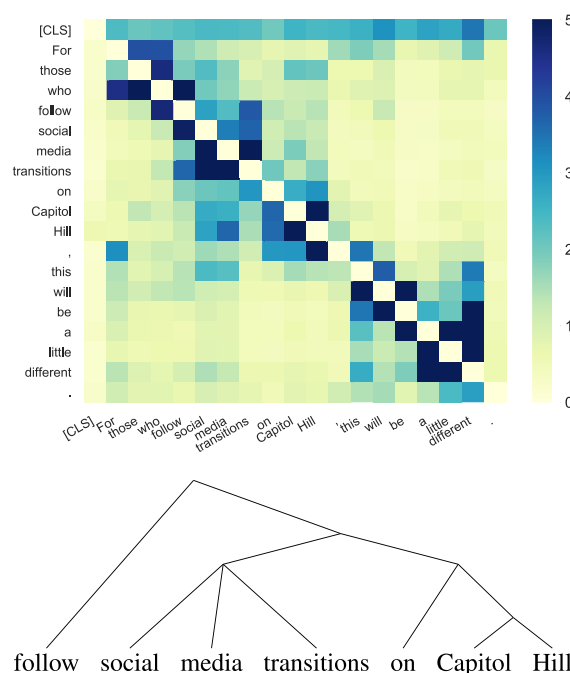 [CLS]
For
those
who
follow
social
media
transitions
on
Capitol
Hill
,
this
will
be
a
little
different
.
5
4
3
2
1
0
[CLS] For those who follow social media transitions on Capitol Hill , this will be a little different .
follow social media transitions on Capitol Hill